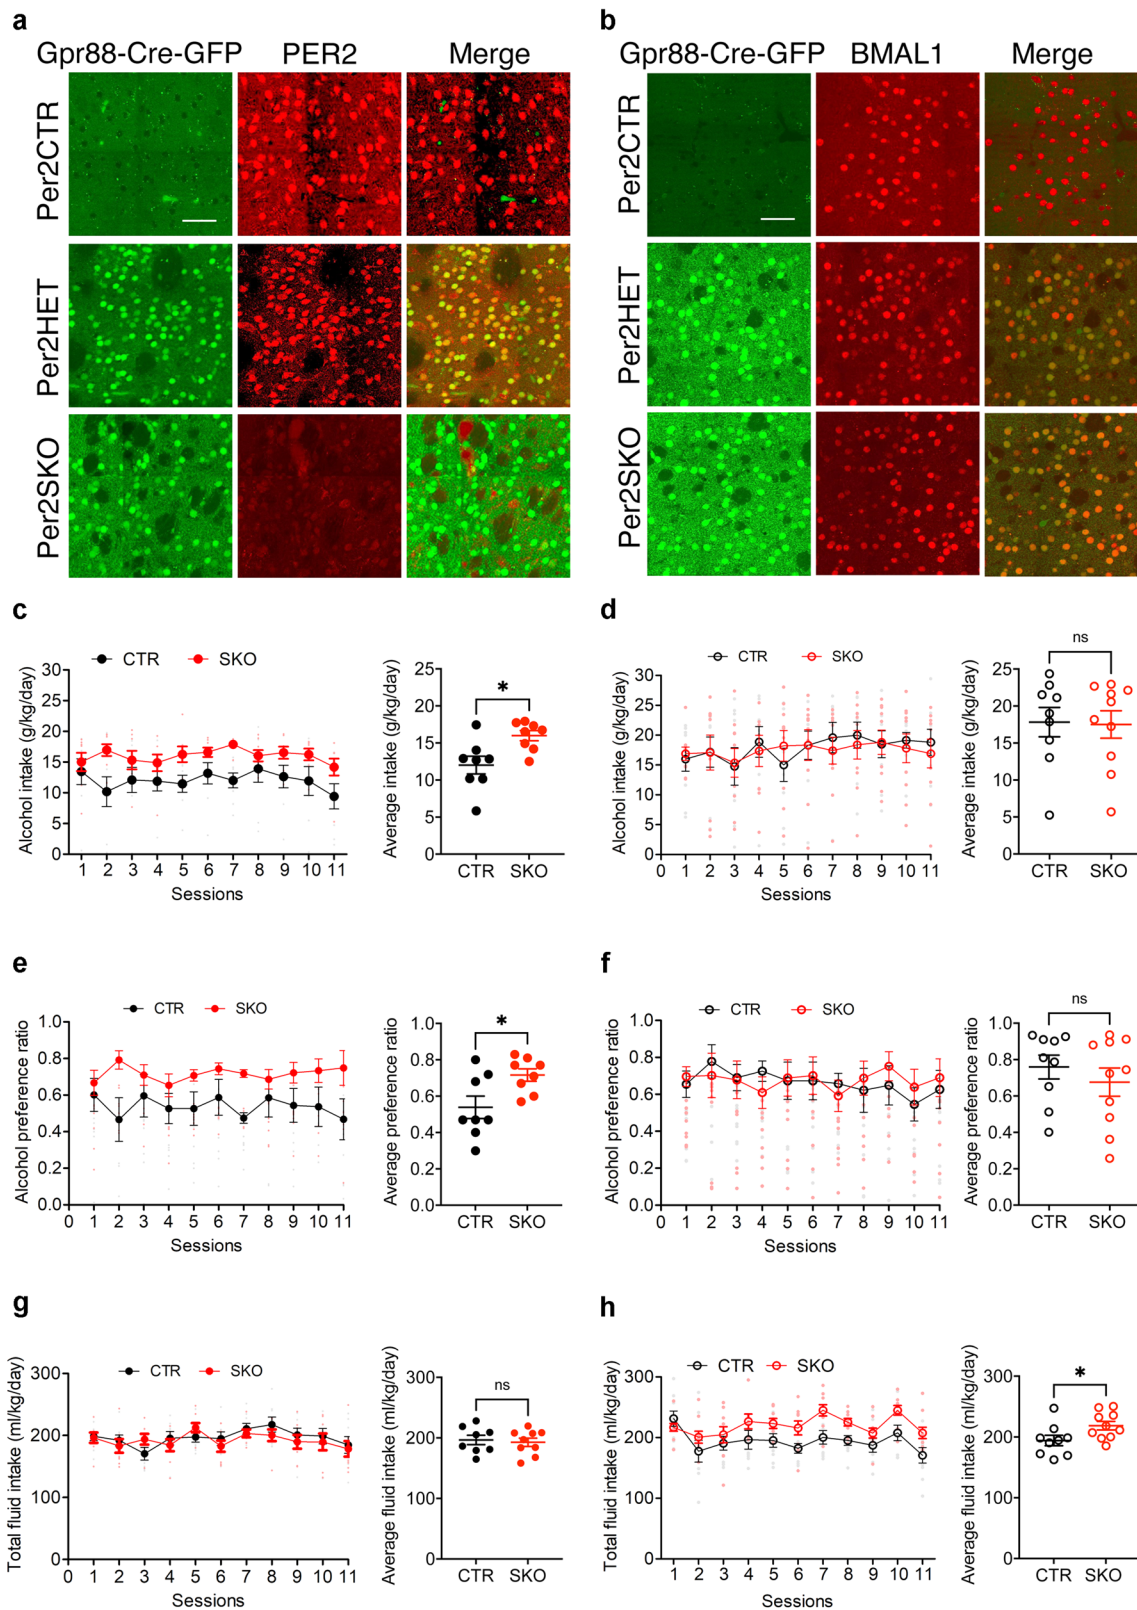 a
Gpr88-Cre-GFP PER2 Merge
Per2CTR
Per2HET
Per2SKO
b
Gpr88-Cre-GFP BMAL1 Merge
Per2CTR
Per2HET
Per2SKO
c
CTR SKO
Alcohol intake (g/kg/day)
30
25
20
15
10
5
0
1 2 3 4 5 6 7 8 9 10 11
Sessions
Average intake (g/kg/day)
25
20
15
10
5
0
*
CTR SKO
d
CTR SKO
Alcohol intake (g/kg/day)
30
25
20
15
10
5
0
0 1 2 3 4 5 6 7 8 9 10 11
Sessions
Average intake (g/kg/day)
25
20
15
10
5
0
ns
CTR SKO
e
CTR SKO
Alcohol preference ratio
1.0
0.8
0.6
0.4
0.2
0.0
0 1 2 3 4 5 6 7 8 9 10 11
Sessions
Average preference ratio
1.0
0.8
0.6
0.4
0.2
0.0
*
CTR SKO
f
CTR SKO
Alcohol preference ratio
1.0
0.8
0.6
0.4
0.2
0.0
0 1 2 3 4 5 6 7 8 9 10 11
Sessions
Average preference ratio
1.0
0.8
0.6
0.4
0.2
0.0
ns
CTR SKO
g
CTR SKO
Total fluid intake (ml/kg/day)
300
200
100
0
0 1 2 3 4 5 6 7 8 9 10 11
Sessions
Average fluid intake (ml/kg/day)
300
200
100
0
ns
CTR SKO
h
CTR SKO
Total fluid intake (ml/kg/day)
300
200
100
0
1 2 3 4 5 6 7 8 9 10 11
Sessions
Average fluid intake (ml/kg/day)
300
200
100
0
*
CTR SKO